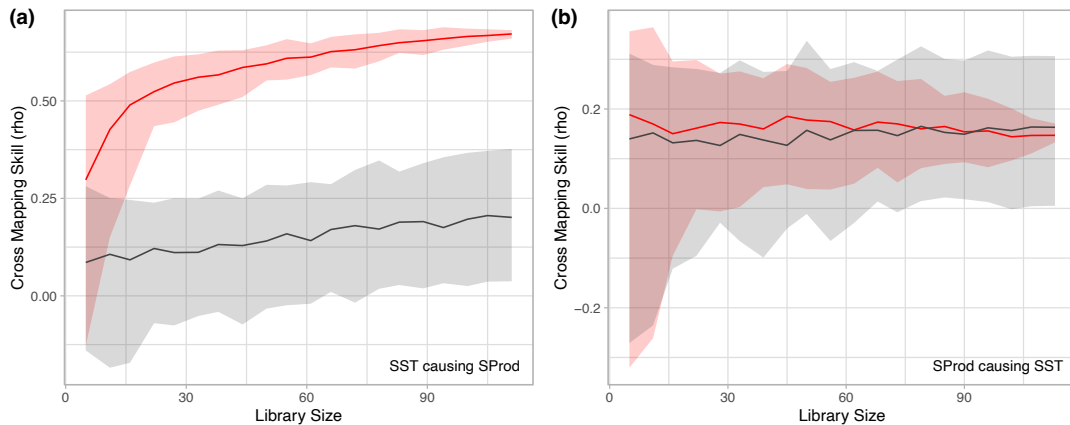 (a)
Cross Mapping Skill (rho)
0.50
0.25
0.00
SST causing SProd
0
30
60
90
Library Size
(b)
Cross Mapping Skill (rho)
0.2
0.0
−0.2
SProd causing SST
0
30
60
90
Library Size